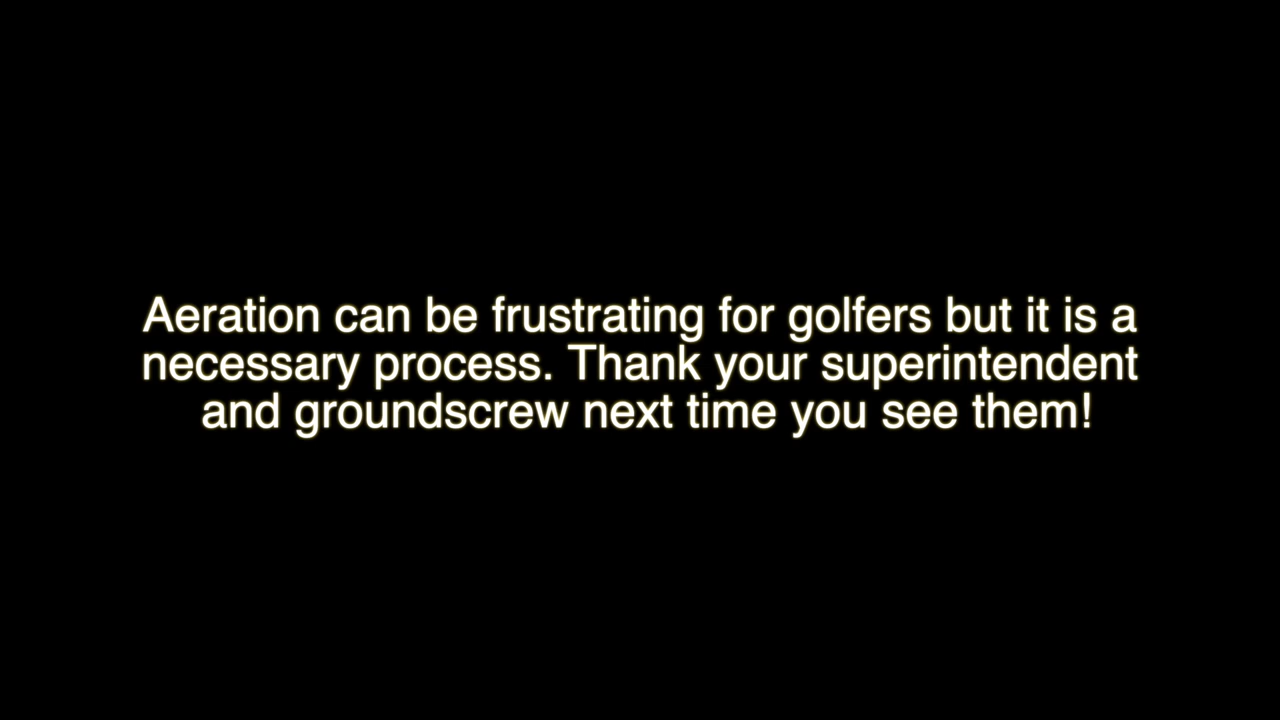 Aeration can be frustrating for golfers but it is a
necessary process. Thank your superintendent
and groundscrew next time you see them!